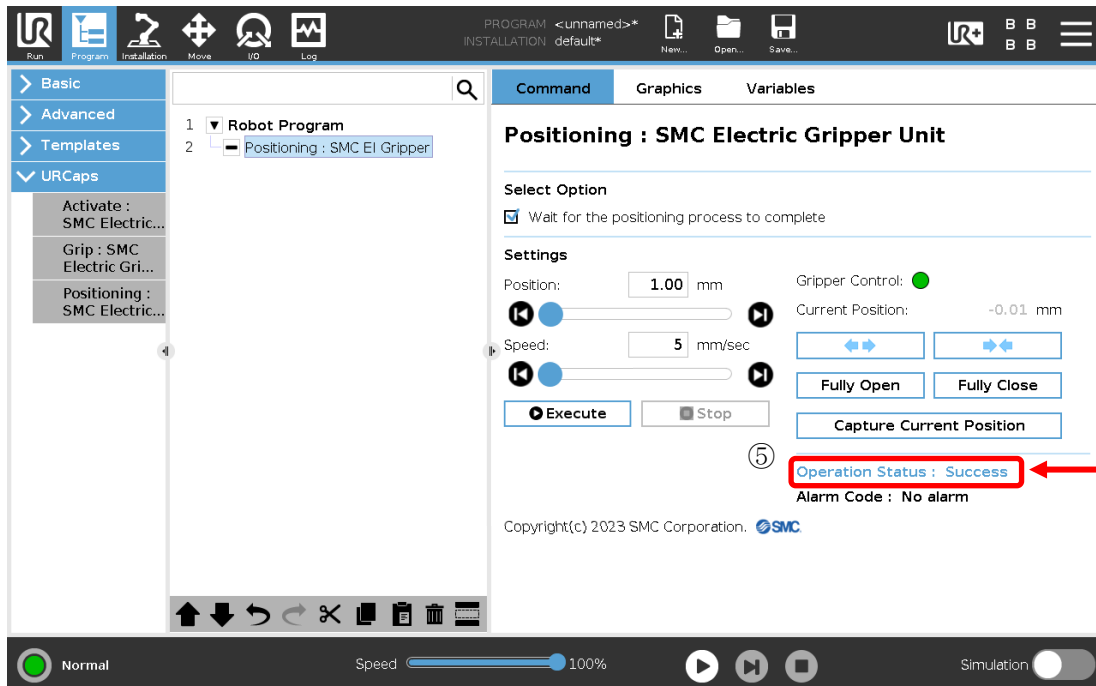 PROGRAM <unnamed>*
INSTALLATION default*
Run
Program
Installation
Move
I/O
Log
New...
Open...
Save...
UR+
B B
B B
Basic
Advanced
Templates
URCaps
Activate :
SMC Electric...
Grip : SMC
Electric Gri...
Positioning :
SMC Electric...
1 Robot Program
2 Positioning : SMC El Gripper
Command Graphics Variables
Positioning : SMC Electric Gripper Unit
Select Option
Wait for the positioning process to complete
Settings
Position: 1.00 mm
Speed: 5 mm/sec
Execute Stop
Gripper Control:
Current Position: -0.01 mm
Fully Open Fully Close
Capture Current Position
⑤
Operation Status : Success
Alarm Code : No alarm
Copyright(c) 2023 SMC Corporation. SMC.
Normal
Speed 100%
Simulation